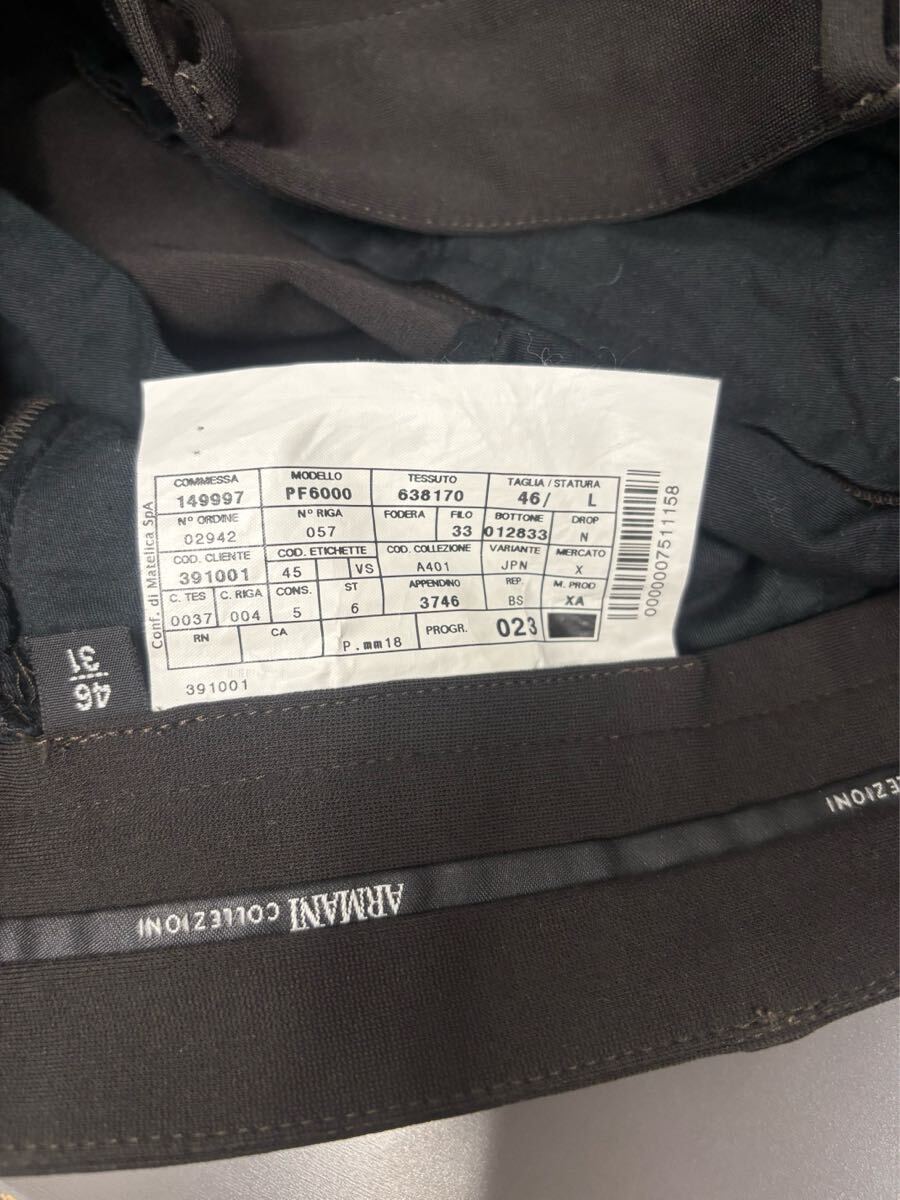 Conf. di Matelica SpA
COMMESSA MODELLO TESSUTO TAGLIA / STATURA
149997 PF6000 638170 46/ L
Nº ORDINE Nº RIGA FODERA FILO BOTTONE DROP
02942 057 33 012833 N
COD. CLIENTE COD. ETICHETTE COD. COLLEZIONE VARIANTE MERCATO
391001 45 VS A401 JPN X
C. TES C. RIGA CONS. ST APPENDINO REP. M. PROD
0037 004 5 6 3746 BS XA
RN CA P.mm18 PROGR. 023
391001
0000007511158
46
31
ARMANI COLLEZIONI
LEZIONI